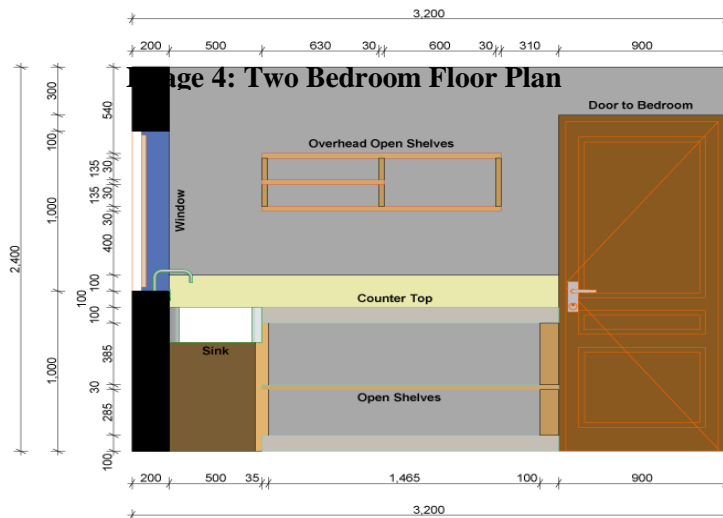 3,200
200 500 630 30 600 30 310 900
age 4: Two Bedroom Floor Plan
Door to Bedroom
Overhead Open Shelves
Window
Counter Top
Sink
Open Shelves
2,400
300
100
1,000
100
1,000
540
30
135
30
135
30
400
100
100
385
30
285
100
200 500 35 1,465 100 900
3,200